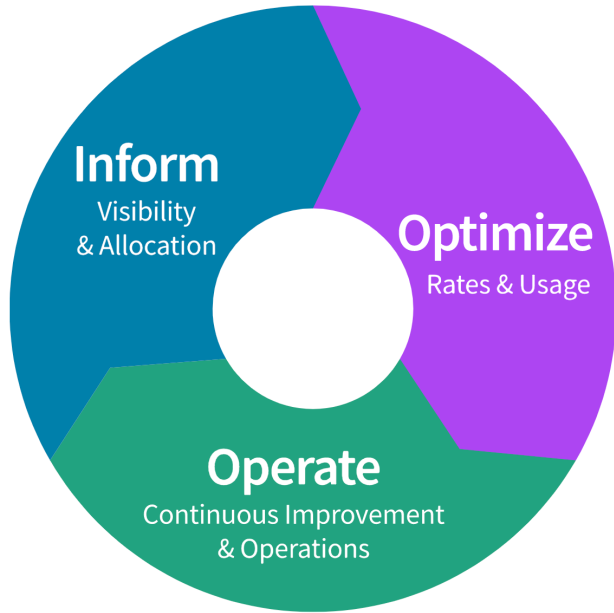 Inform
Visibility
& Allocation
Optimize
Rates & Usage
Operate
Continuous Improvement
& Operations